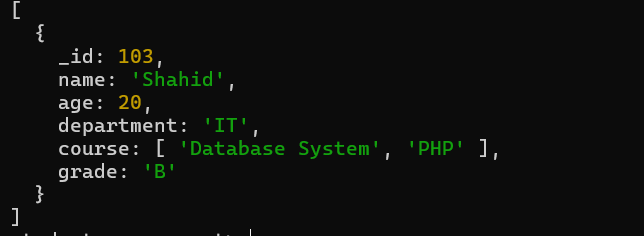 [
  {
    _id: 103,
    name: 'Shahid',
    age: 20,
    department: 'IT',
    course: [ 'Database System', 'PHP' ],
    grade: 'B'
  }
]